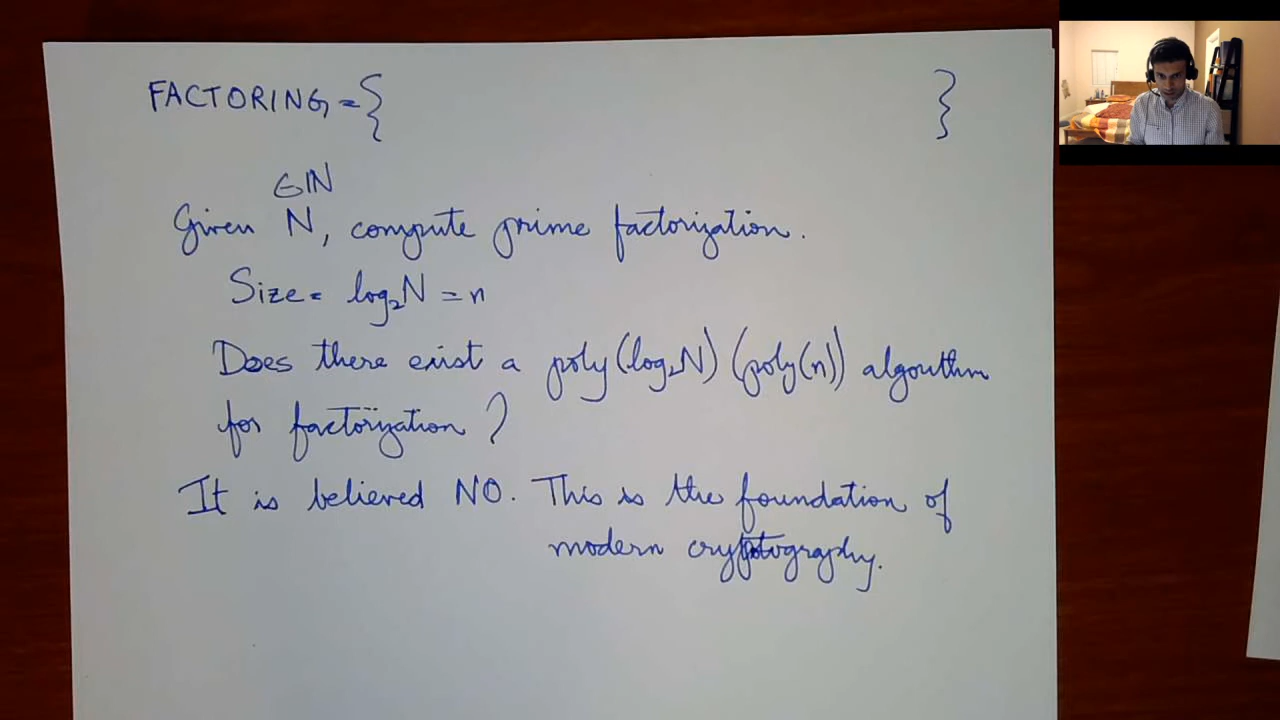 FACTORING = { }
∈ ℕ
Given N, compute prime factorization.
Size = log₂N = n
Does there exist a poly(log₂N) (poly(n)) algorithm
for factorization?
It is believed NO. This is the foundation of
modern cryptography.